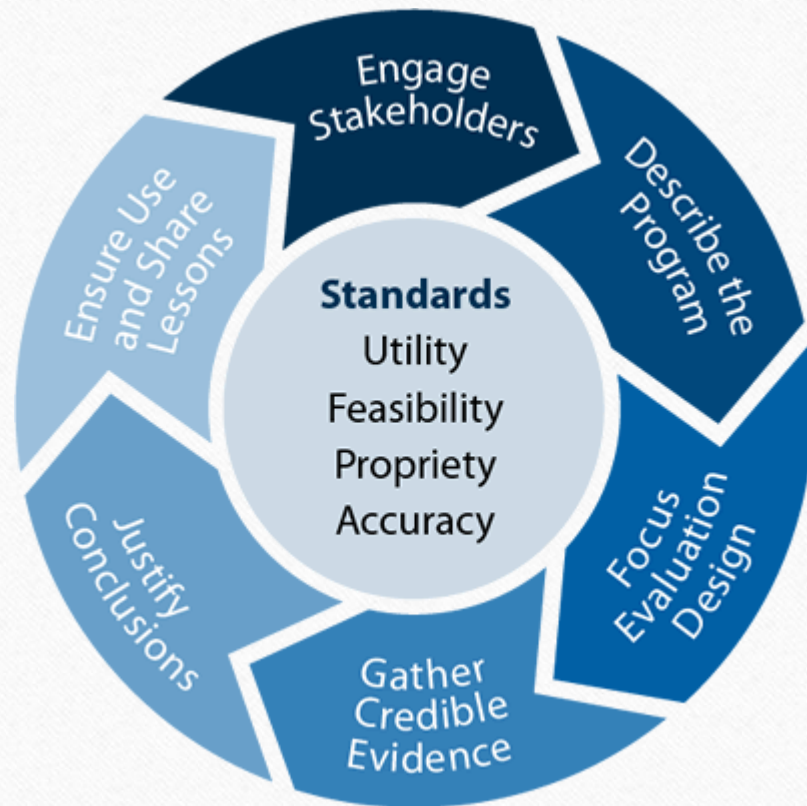 Engage
Stakeholders
Describe the
Program
Focus
Evaluation
Design
Gather
Credible
Evidence
Justify
Conclusions
Ensure Use
and Share
Lessons
Standards
Utility
Feasibility
Propriety
Accuracy